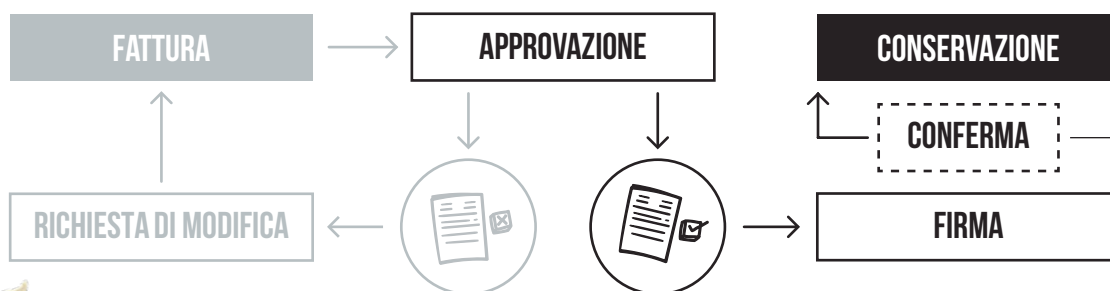 FATTURA
APPROVAZIONE
CONSERVAZIONE
CONFERMA
RICHIESTA DI MODIFICA
FIRMA